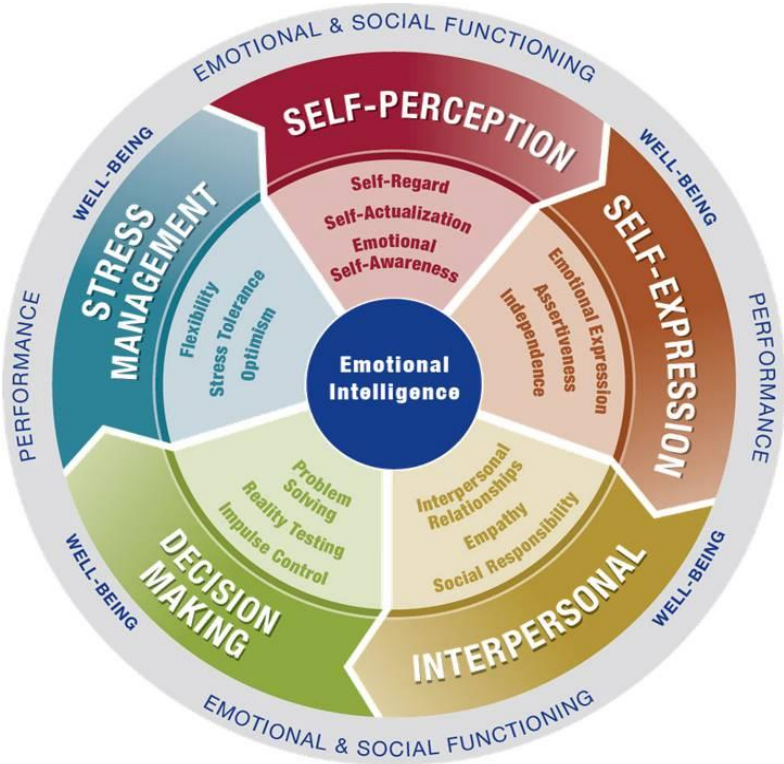 EMOTIONAL & SOCIAL FUNCTIONING
WELL-BEING
WELL-BEING
PERFORMANCE
PERFORMANCE
SELF-PERCEPTION
Self-Regard
Self-Actualization
Emotional
Self-Awareness
SELF-EXPRESSION
Emotional Expression
Assertiveness
Independence
INTERPERSONAL
Interpersonal
Relationships
Empathy
Social Responsibility
DECISION
MAKING
Problem
Solving
Reality Testing
Impulse Control
STRESS
MANAGEMENT
Flexibility
Stress Tolerance
Optimism
Emotional
Intelligence
WELL-BEING
WELL-BEING
EMOTIONAL & SOCIAL FUNCTIONING